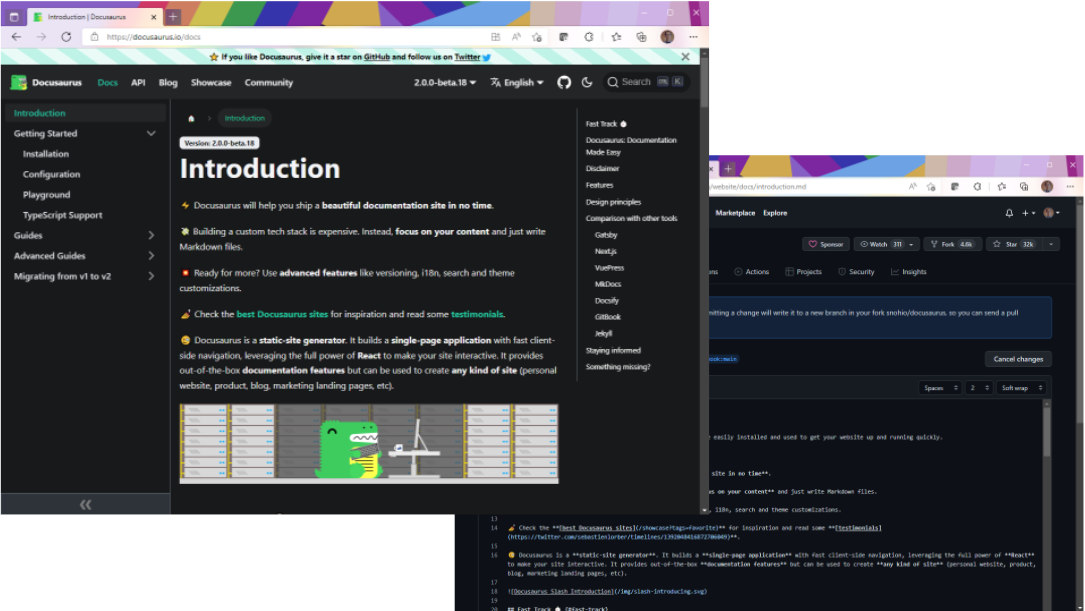 Introduction | Docusaurus
https://docusaurus.io/docs
If you like Docusaurus, give it a star on GitHub and follow us on Twitter
Docusaurus Docs API Blog Showcase Community 2.0.0-beta.18 English Search K
Introduction
Getting Started
Installation
Configuration
Playground
TypeScript Support
Guides
Advanced Guides
Migrating from v1 to v2
Introduction
Version: 2.0.0-beta.18
Introduction
Docusaurus will help you ship a beautiful documentation site in no time.
Building a custom tech stack is expensive. Instead, focus on your content and just write
Markdown files.
Ready for more? Use advanced features like versioning, i18n, search and theme
customizations.
Check the best Docusaurus sites for inspiration and read some testimonials.
Docusaurus is a static-site generator. It builds a single-page application with fast client-
side navigation, leveraging the full power of React to make your site interactive. It provides
out-of-the-box documentation features but can be used to create any kind of site (personal
website, product, blog, marketing landing pages, etc).
Fast Track
Docusaurus: Documentation
Made Easy
Disclaimer
Features
Design principles
Comparison with other tools
Gatsby
Next.js
VuePress
MkDocs
Docsify
GitBook
Jekyll
Staying informed
Something missing?
/website/docs/introduction.md
Marketplace Explore
Sponsor Watch 311 Fork 4.6k Star 32k
ons Actions Projects Security Insights
mitting a change will write it to a new branch in your fork snohio/docusaurus, so you can send a pull
ook:main
Cancel changes
Spaces 2 Soft wrap
e easily installed and used to get your website up and running quickly.
site in no time**.
us on your content** and just write Markdown files.
, i18n, search and theme customizations.
13
14 Check the **[best Docusaurus sites](/showcase?tags=favorite)** for inspiration and read some **[testimonials]
(https://twitter.com/sebastienlorber/timelines/1392048416872706049)**.
15
16 Docusaurus is a **static-site generator**. It builds a **single-page application** with fast client-side navigation, leveraging the full power of **React**
to make your site interactive. It provides out-of-the-box **documentation features** but can be used to create **any kind of site** (personal website, product,
blog, marketing landing pages, etc).
17
18 ![Docusaurus Slash Introduction](/img/slash-introducing.svg)
19
20 ## Fast Track {#fast-track}